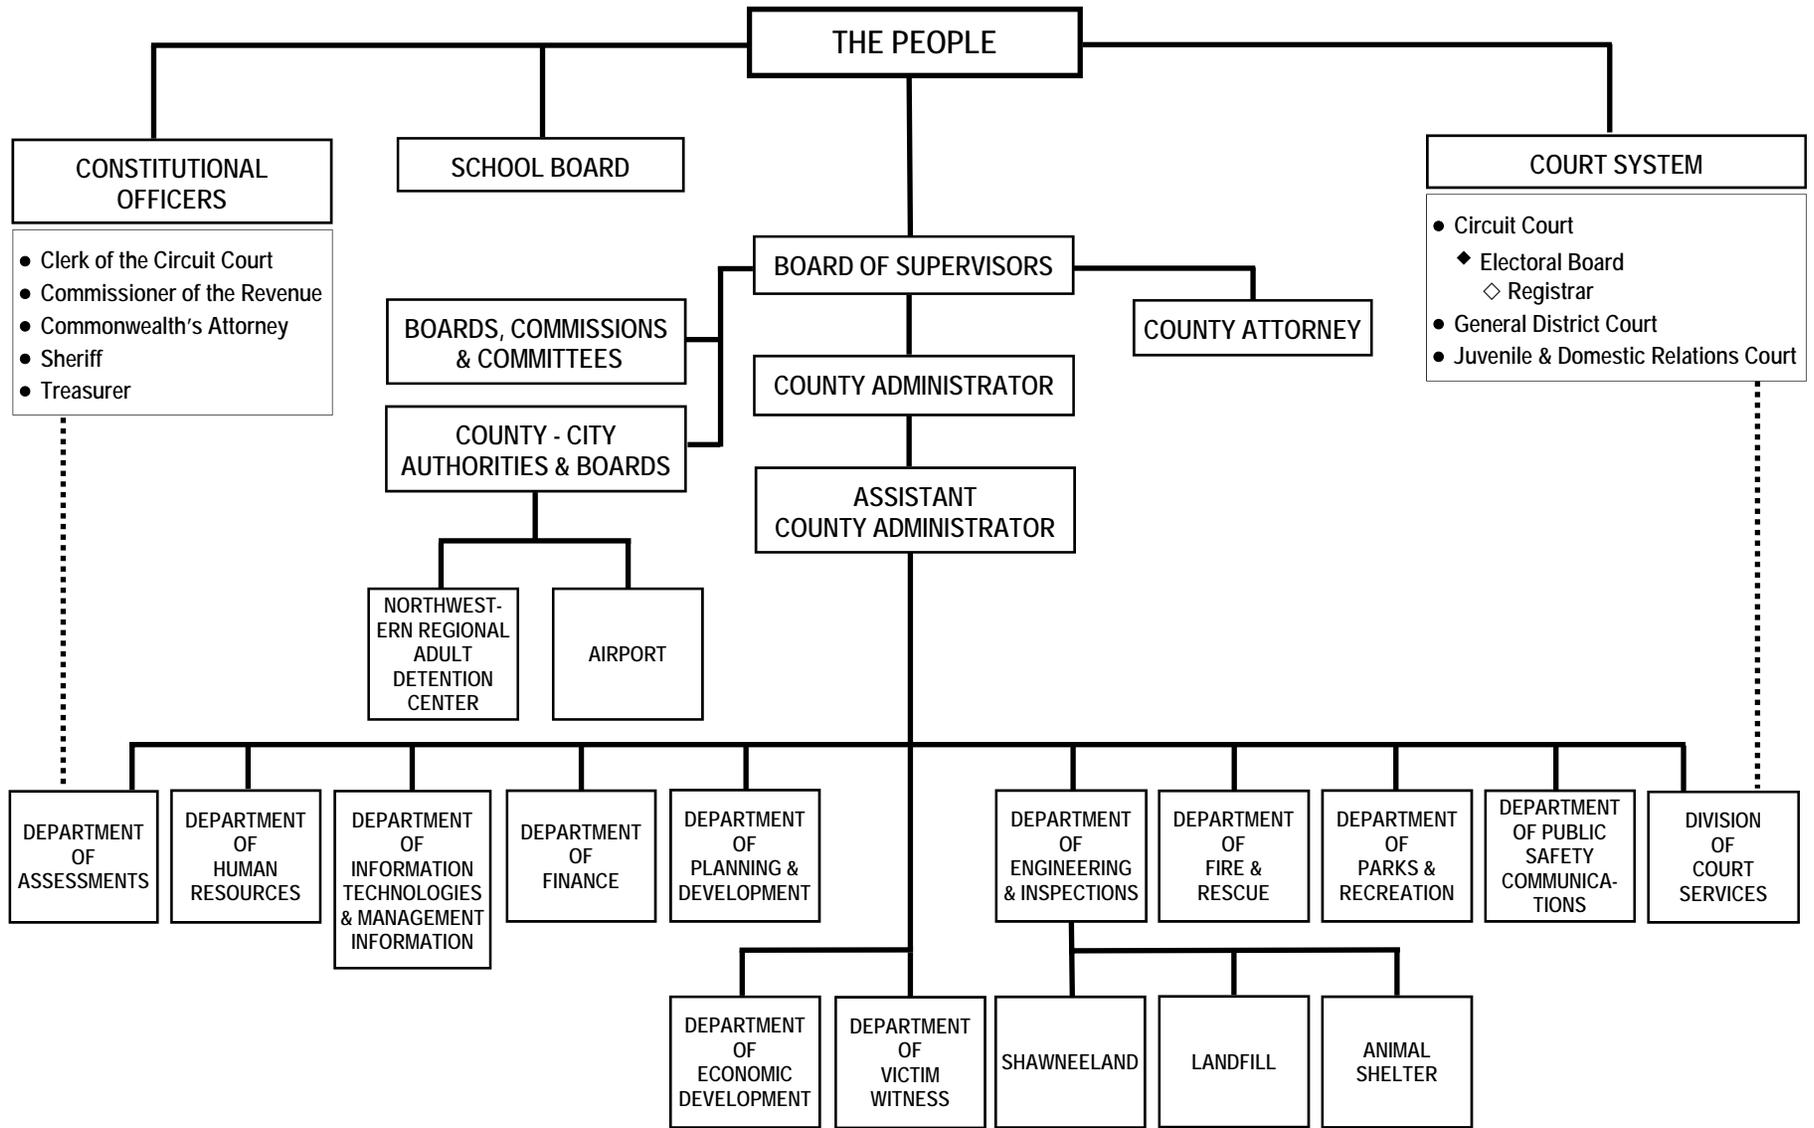 THE PEOPLE
CONSTITUTIONAL
OFFICERS
● Clerk of the Circuit Court
● Commissioner of the Revenue
● Commonwealth's Attorney
● Sheriff
● Treasurer
SCHOOL BOARD
COURT SYSTEM
● Circuit Court
◆ Electoral Board
◇ Registrar
● General District Court
● Juvenile & Domestic Relations Court
BOARD OF SUPERVISORS
BOARDS, COMMISSIONS
& COMMITTEES
COUNTY ATTORNEY
COUNTY ADMINISTRATOR
COUNTY - CITY
AUTHORITIES & BOARDS
ASSISTANT
COUNTY ADMINISTRATOR
NORTHWEST-
ERN REGIONAL
ADULT
DETENTION
CENTER
AIRPORT
DEPARTMENT
OF
ASSESSMENTS
DEPARTMENT
OF
HUMAN
RESOURCES
DEPARTMENT
OF
INFORMATION
TECHNOLOGIES
& MANAGEMENT
INFORMATION
DEPARTMENT
OF
FINANCE
DEPARTMENT
OF
PLANNING &
DEVELOPMENT
DEPARTMENT
OF
ENGINEERING
& INSPECTIONS
DEPARTMENT
OF
FIRE &
RESCUE
DEPARTMENT
OF
PARKS &
RECREATION
DEPARTMENT
OF PUBLIC
SAFETY
COMMUNICA-
TIONS
DIVISION
OF
COURT
SERVICES
DEPARTMENT
OF
ECONOMIC
DEVELOPMENT
DEPARTMENT
OF
VICTIM
WITNESS
SHAWNEELAND
LANDFILL
ANIMAL
SHELTER